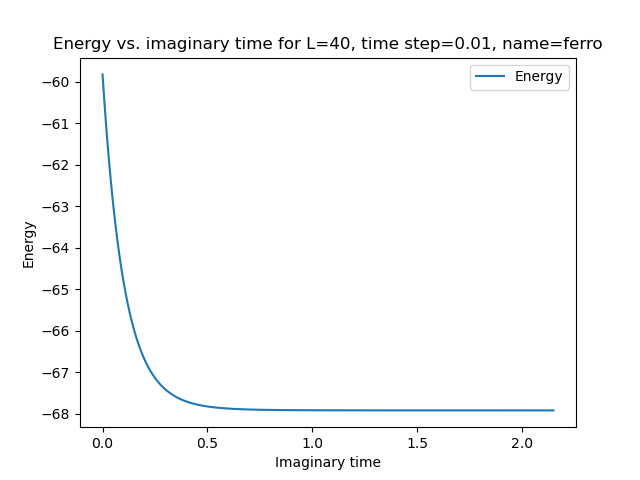 Energy vs. imaginary time for L=40, time step=0.01, name=ferro
Energy
−60
−61
−62
−63
−64
−65
−66
−67
−68
Energy
0.0 0.5 1.0 1.5 2.0
Imaginary time